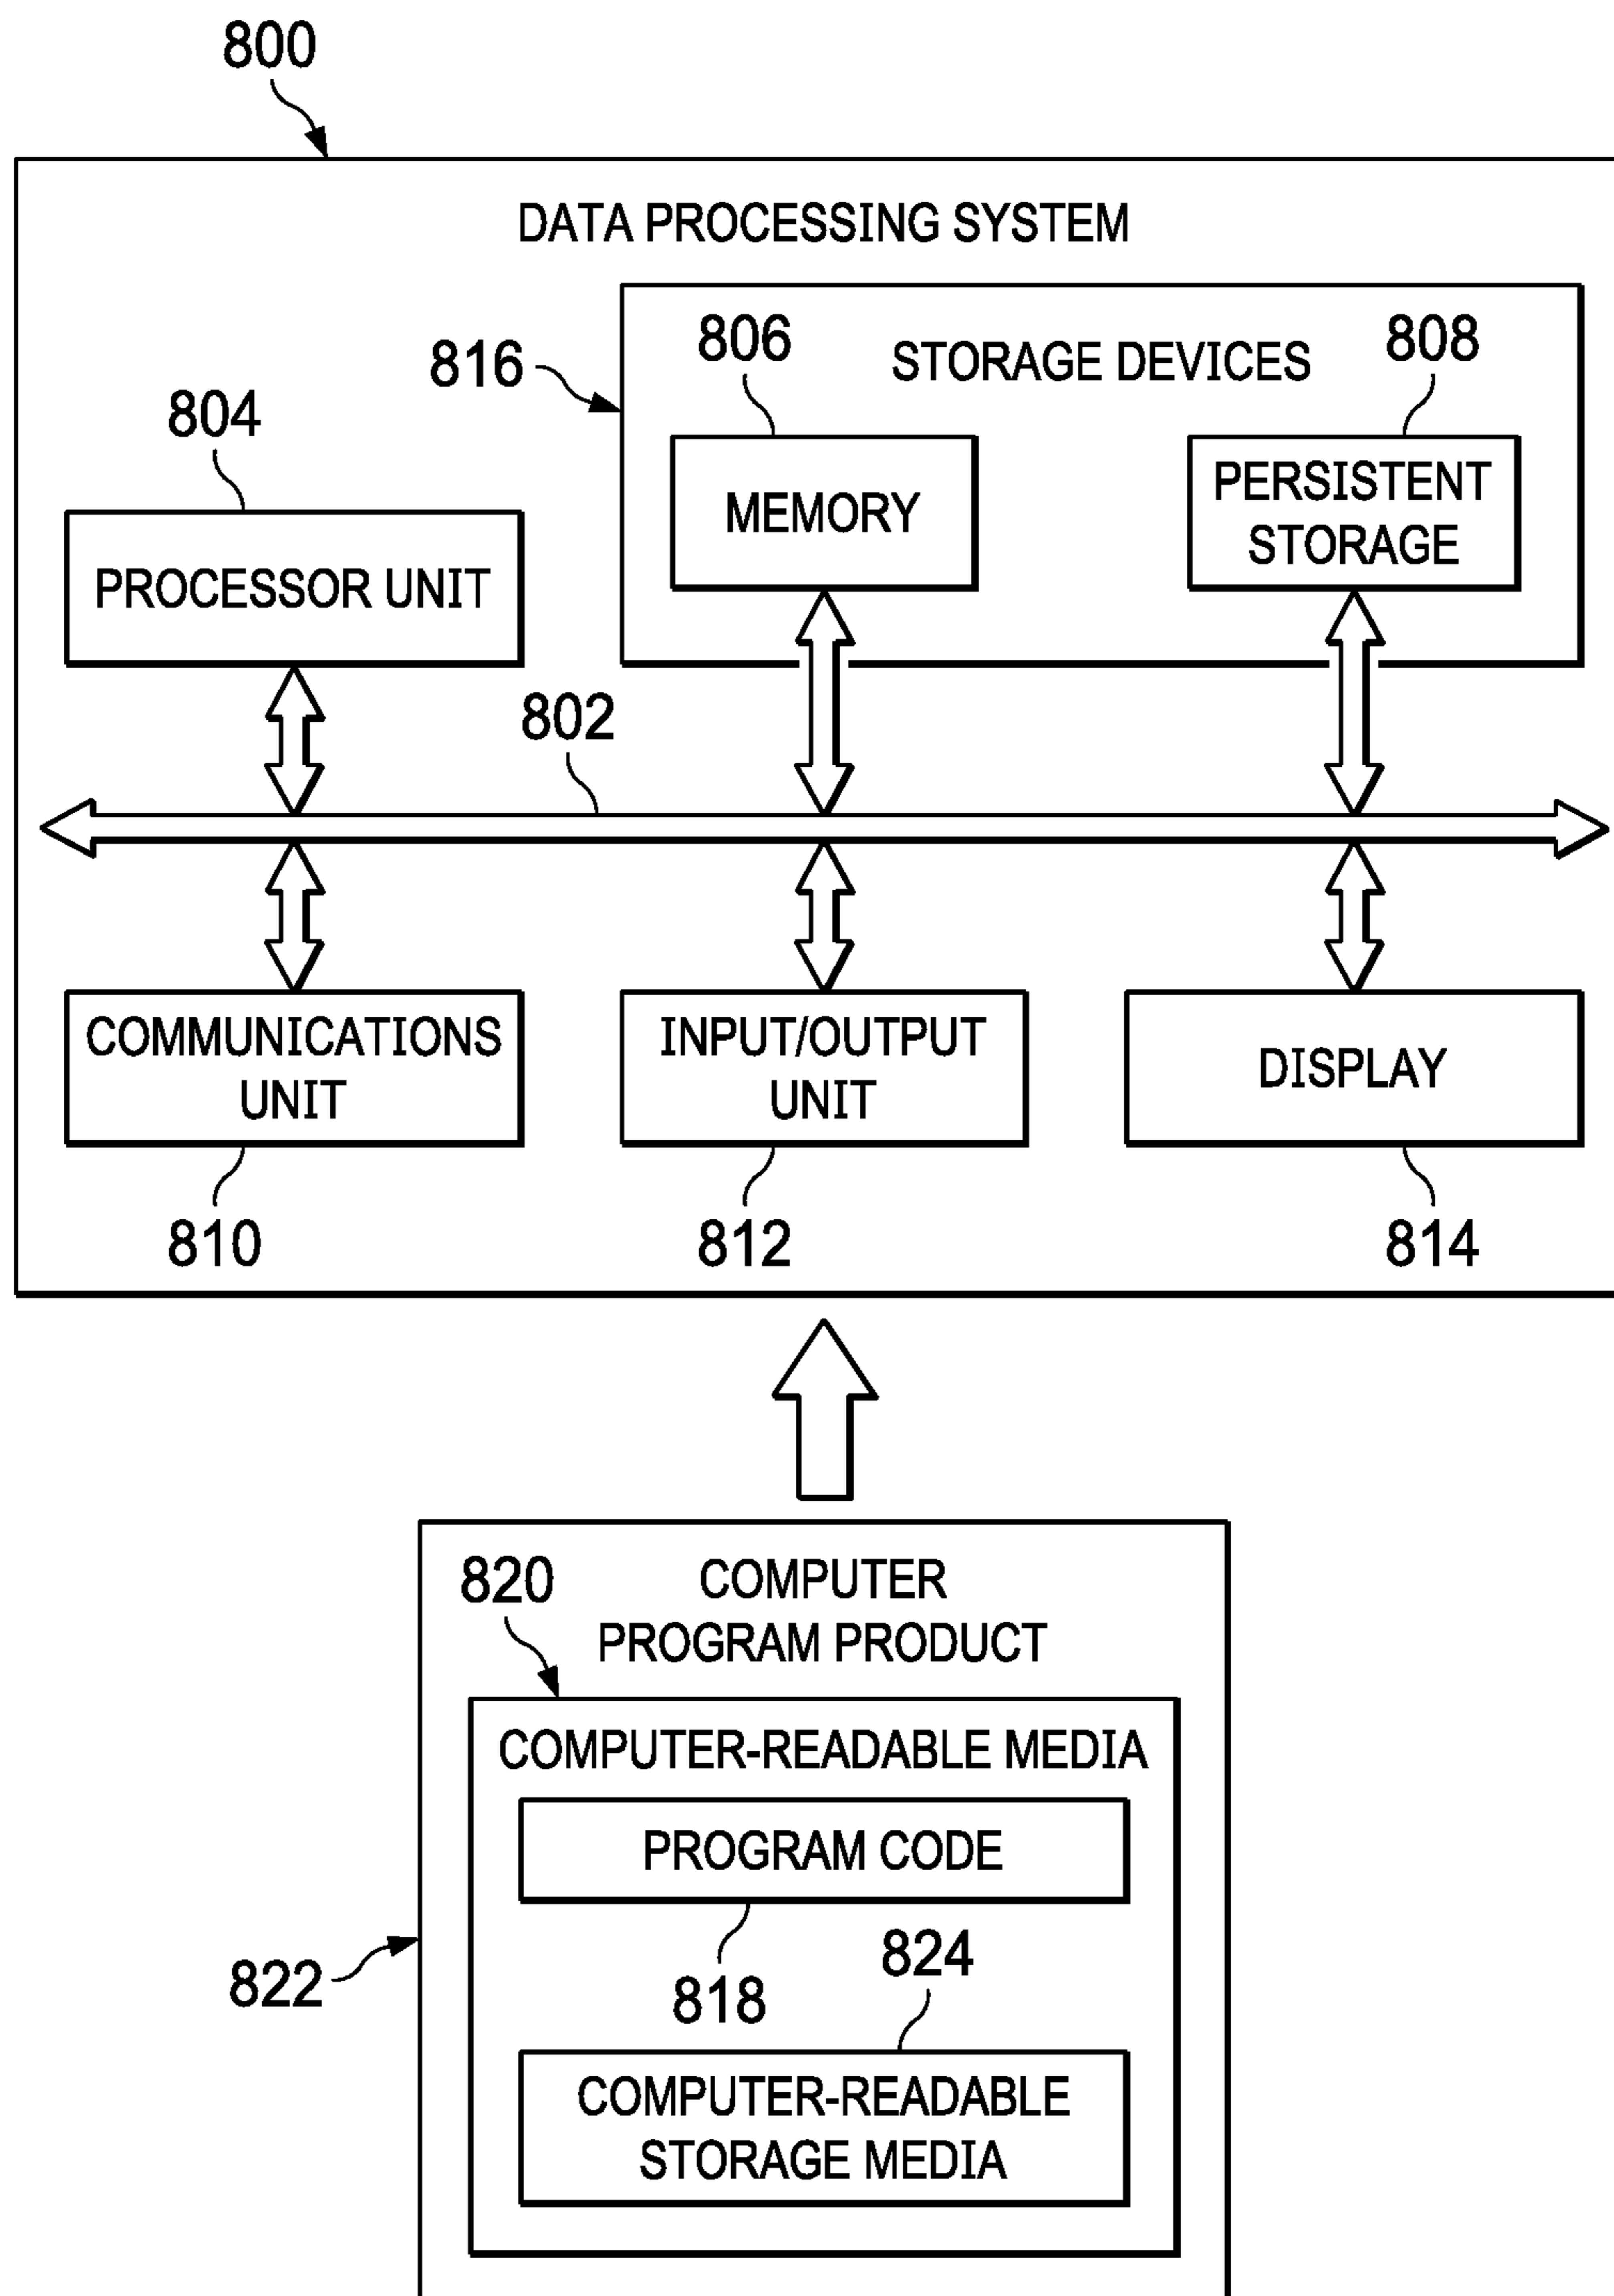 800
DATA PROCESSING SYSTEM
816
806
STORAGE DEVICES
808
804
MEMORY
PERSISTENT
STORAGE
PROCESSOR UNIT
802
COMMUNICATIONS
UNIT
INPUT/OUTPUT
UNIT
DISPLAY
810
812
814
820
COMPUTER
PROGRAM PRODUCT
COMPUTER-READABLE MEDIA
PROGRAM CODE
822
818
824
COMPUTER-READABLE
STORAGE MEDIA